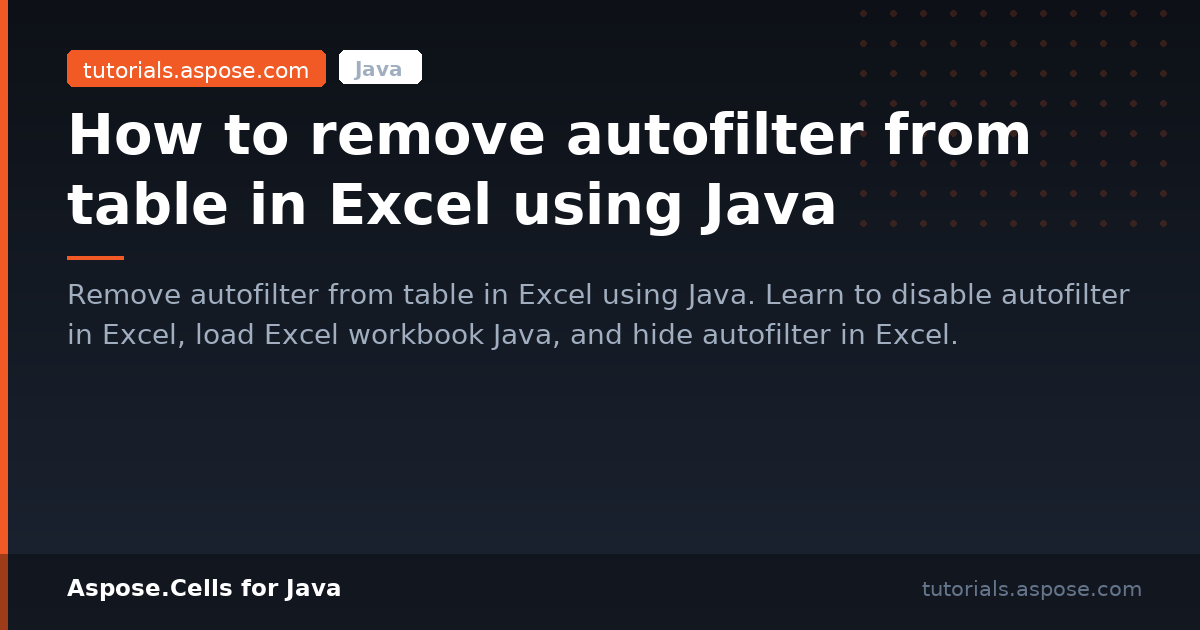 tutorials.aspose.com
Java
How to remove autofilter from
table in Excel using Java
Remove autofilter from table in Excel using Java. Learn to disable autofilter
in Excel, load Excel workbook Java, and hide autofilter in Excel.
Aspose.Cells for Java
tutorials.aspose.com